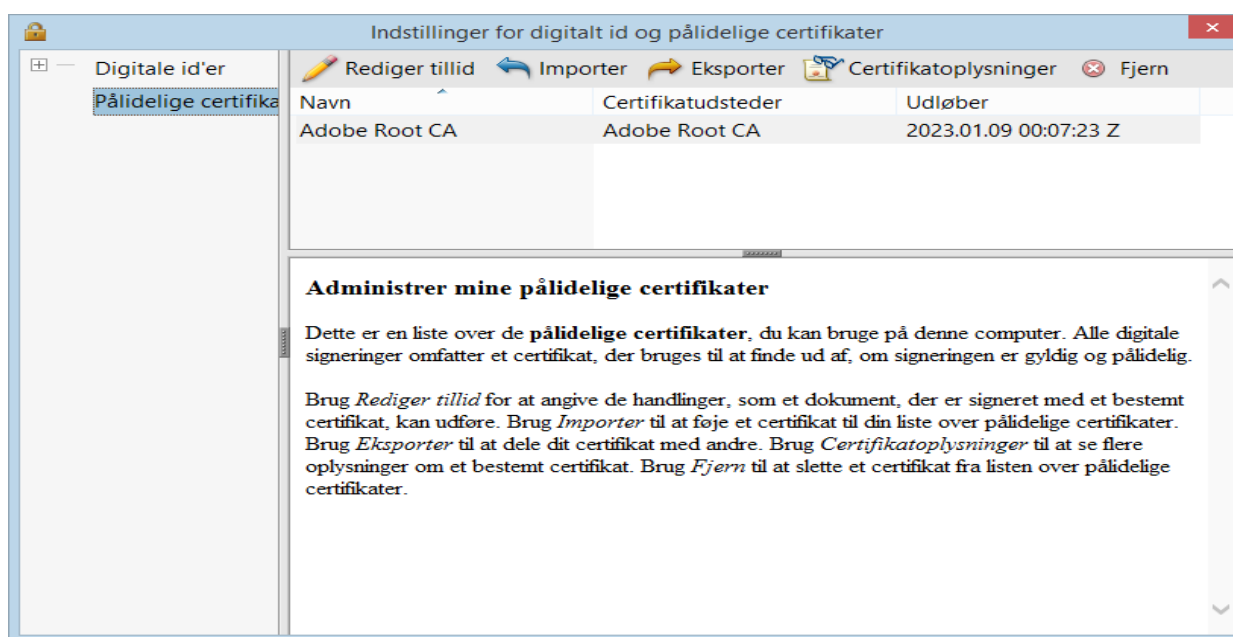 Indstillinger for digitalt id og pålidelige certifikater
Digitale id'er
Pålidelige certifika
Rediger tillid Importer Eksporter Certifikatoplysninger Fjern
Navn Certifikatudsteder Udløber
Adobe Root CA Adobe Root CA 2023.01.09 00:07:23 Z
Administrer mine pålidelige certifikater
Dette er en liste over de pålidelige certifikater, du kan bruge på denne computer. Alle digitale
signeringer omfatter et certifikat, der bruges til at finde ud af, om signeringen er gyldig og pålidelig.
Brug Rediger tillid for at angive de handlinger, som et dokument, der er signeret med et bestemt
certifikat, kan udføre. Brug Importer til at føje et certifikat til din liste over pålidelige certifikater.
Brug Eksporter til at dele dit certifikat med andre. Brug Certifikatoplysninger til at se flere
oplysninger om et bestemt certifikat. Brug Fjern til at slette et certifikat fra listen over pålidelige
certifikater.